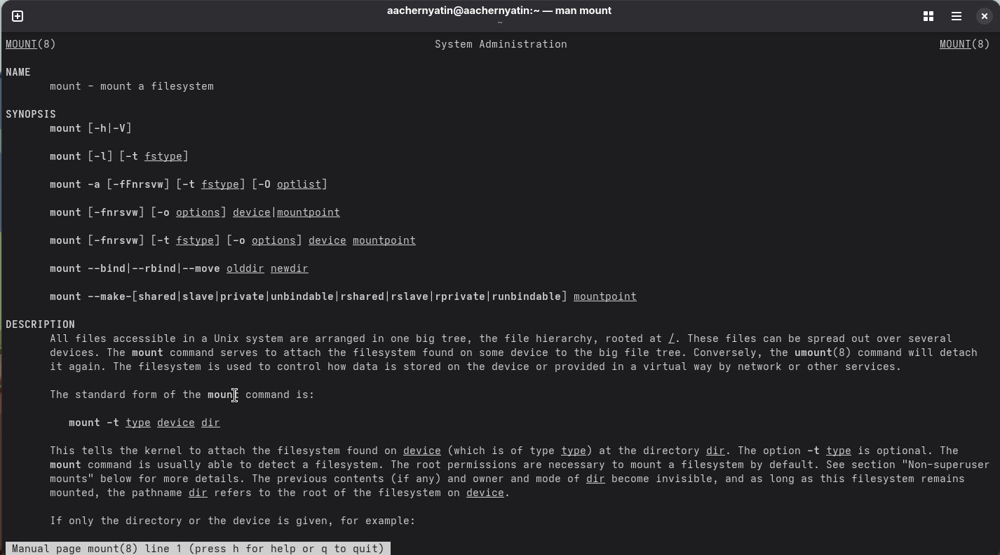 aachernyatin@aachernyatin:~ — man mount
~
MOUNT(8) System Administration MOUNT(8)
NAME
mount - mount a filesystem
SYNOPSIS
mount [-h|-V]
mount [-l] [-t fstype]
mount -a [-fFnrsvw] [-t fstype] [-O optlist]
mount [-fnrsvw] [-o options] device|mountpoint
mount [-fnrsvw] [-t fstype] [-o options] device mountpoint
mount --bind|--rbind|--move olddir newdir
mount --make-[shared|slave|private|unbindable|rshared|rslave|rprivate|runbindable] mountpoint
DESCRIPTION
All files accessible in a Unix system are arranged in one big tree, the file hierarchy, rooted at /. These files can be spread out over several
devices. The mount command serves to attach the filesystem found on some device to the big file tree. Conversely, the umount(8) command will detach
it again. The filesystem is used to control how data is stored on the device or provided in a virtual way by network or other services.
The standard form of the mount command is:
mount -t type device dir
This tells the kernel to attach the filesystem found on device (which is of type type) at the directory dir. The option -t type is optional. The
mount command is usually able to detect a filesystem. The root permissions are necessary to mount a filesystem by default. See section "Non-superuser
mounts" below for more details. The previous contents (if any) and owner and mode of dir become invisible, and as long as this filesystem remains
mounted, the pathname dir refers to the root of the filesystem on device.
If only the directory or the device is given, for example:
Manual page mount(8) line 1 (press h for help or q to quit)